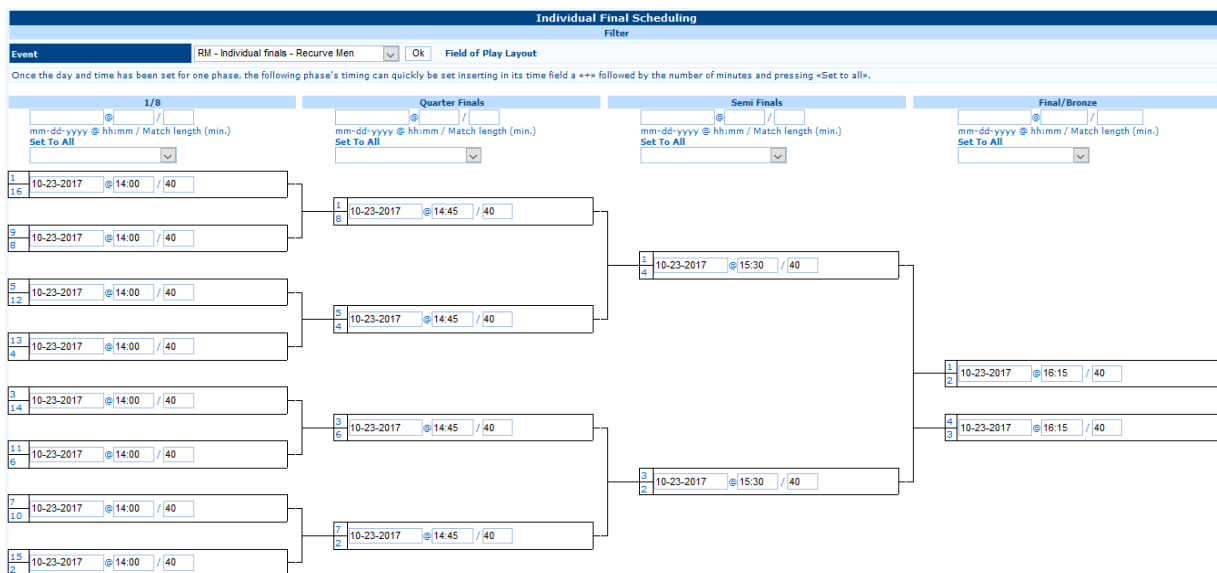 Individual Final Scheduling
Filter
Event RM - Individual finals - Recurve Men Ok Field of Play Layout
Once the day and time has been set for one phase, the following phase's timing can quickly be set inserting in its time field a «+» followed by the number of minutes and pressing «Set to all».
1/8 Quarter Finals Semi Finals Final/Bronze
@ / @ / @ / @ /
mm-dd-yyyy @ hh:mm / Match length (min.) mm-dd-yyyy @ hh:mm / Match length (min.) mm-dd-yyyy @ hh:mm / Match length (min.) mm-dd-yyyy @ hh:mm / Match length (min.)
Set To All Set To All Set To All Set To All
1
16 10-23-2017 @ 14:00 / 40
1
8 10-23-2017 @ 14:45 / 40
9
8 10-23-2017 @ 14:00 / 40
1
4 10-23-2017 @ 15:30 / 40
5
12 10-23-2017 @ 14:00 / 40
5
4 10-23-2017 @ 14:45 / 40
13
4 10-23-2017 @ 14:00 / 40
1
2 10-23-2017 @ 16:15 / 40
3
14 10-23-2017 @ 14:00 / 40
3
6 10-23-2017 @ 14:45 / 40
4
3 10-23-2017 @ 16:15 / 40
11
6 10-23-2017 @ 14:00 / 40
3
2 10-23-2017 @ 15:30 / 40
7
10 10-23-2017 @ 14:00 / 40
7
2 10-23-2017 @ 14:45 / 40
15
2 10-23-2017 @ 14:00 / 40